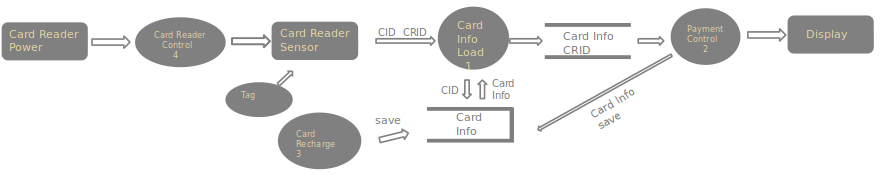 Card Reader
Power
Card Reader
Control
4
Card Reader
Sensor
CID CRID
Card
Info
Load
1
Card Info
CRID
Payment
Control
2
Display
Tag
CID
Card
Info
Card
Recharge
3
save
Card
Info
Card Info
save